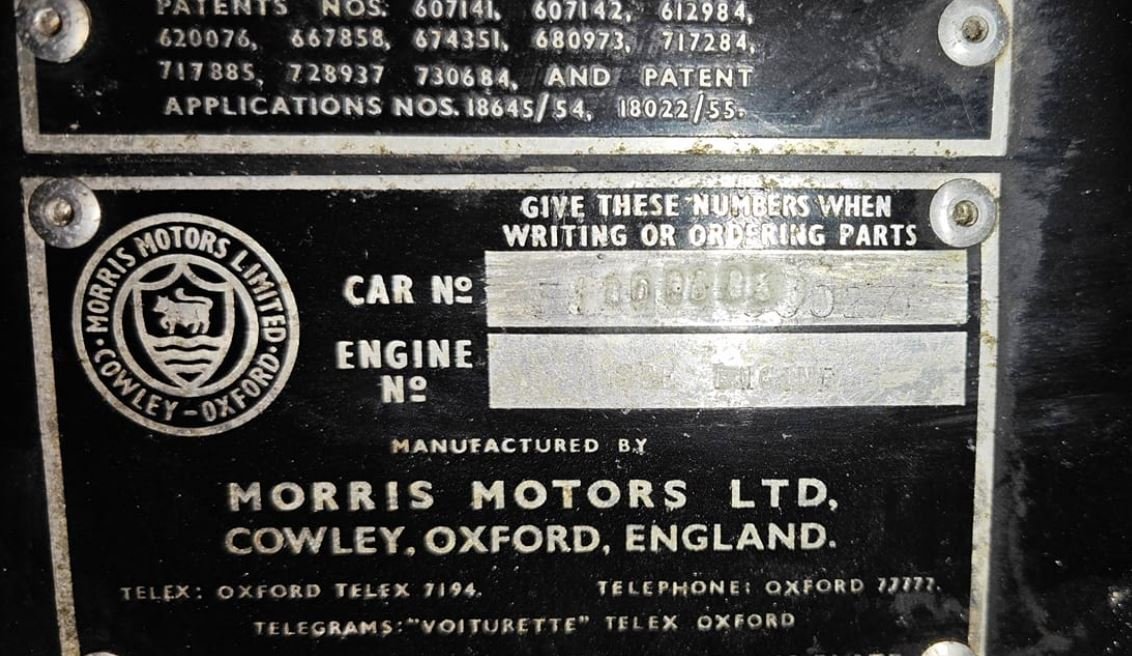 PATENTS NOS. 607141, 607142, 612984,
620076, 667858, 674351, 680973, 717284,
717885, 728937 730684, AND PATENT
APPLICATIONS NOS. 18645/54, 18022/55.
GIVE THESE NUMBERS WHEN
WRITING OR ORDERING PARTS
MORRIS MOTORS LIMITED
· COWLEY-OXFORD ·
CAR Nº
ENGINE
Nº
ENGINE
MANUFACTURED BY
MORRIS MOTORS LTD,
COWLEY, OXFORD, ENGLAND.
TELEX: OXFORD TELEX 7194.
TELEPHONE: OXFORD 77777.
TELEGRAMS: "VOITURETTE" TELEX OXFORD